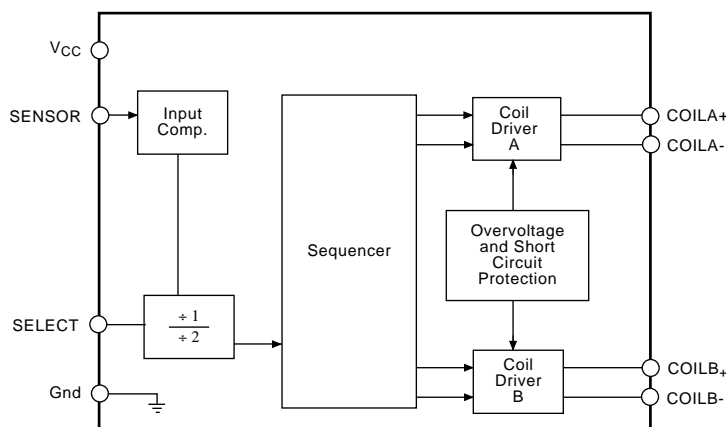 VCC
SENSOR
Input
Comp.
Coil
Driver
A
COILA+
COILA-
Sequencer
Overvoltage
and Short
Circuit
Protection
SELECT
÷ 1
÷ 2
Gnd
Coil
Driver
B
COILB+
COILB-